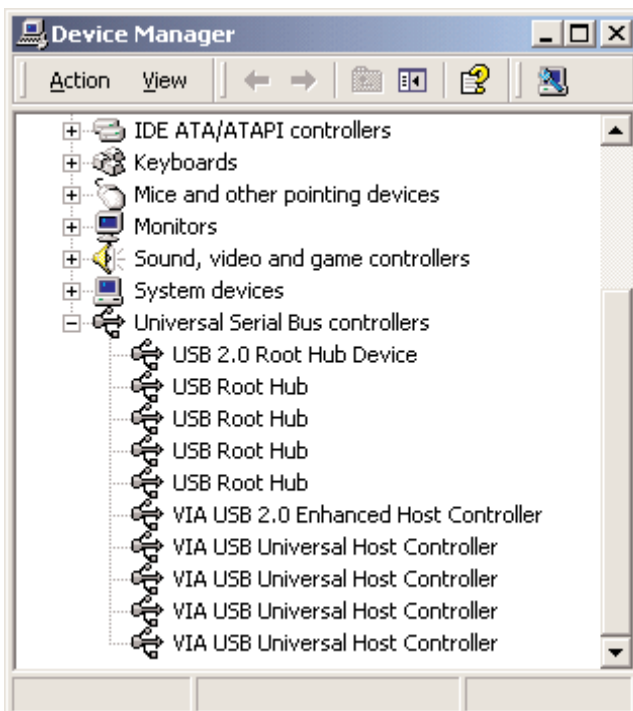 Device Manager
Action View
IDE ATA/ATAPI controllers
Keyboards
Mice and other pointing devices
Monitors
Sound, video and game controllers
System devices
Universal Serial Bus controllers
USB 2.0 Root Hub Device
USB Root Hub
USB Root Hub
USB Root Hub
USB Root Hub
VIA USB 2.0 Enhanced Host Controller
VIA USB Universal Host Controller
VIA USB Universal Host Controller
VIA USB Universal Host Controller
VIA USB Universal Host Controller